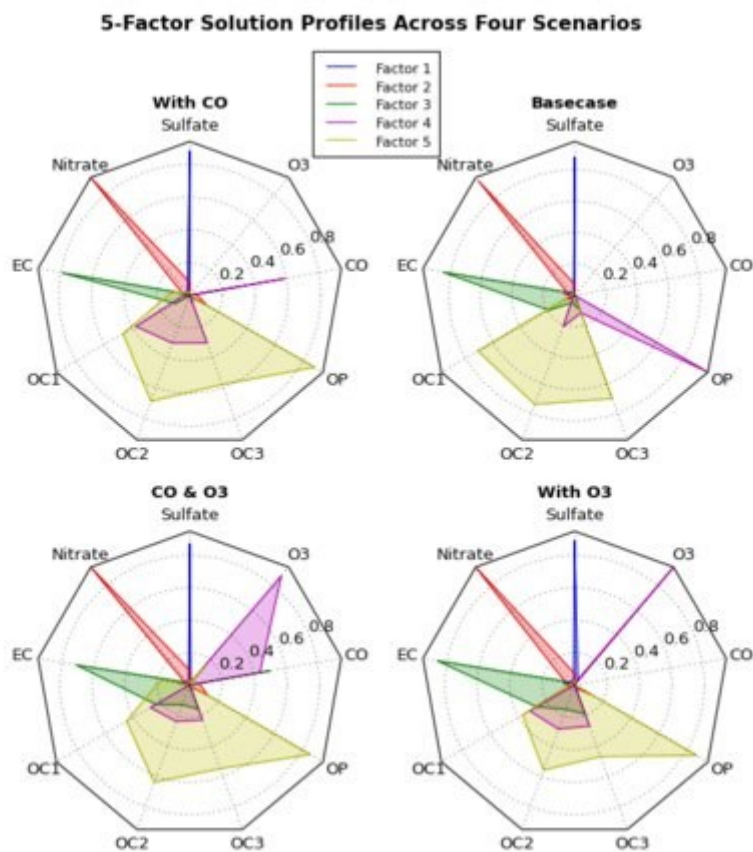 5-Factor Solution Profiles Across Four Scenarios
Factor 1
Factor 2
Factor 3
Factor 4
Factor 5
With CO
Sulfate
Nitrate
O3
EC
CO
0.2
0.4
0.6
0.8
OC1
OP
OC2
OC3
Basecase
Sulfate
Nitrate
O3
EC
CO
0.2
0.4
0.6
0.8
OC1
OP
OC2
OC3
CO & O3
Sulfate
Nitrate
O3
EC
CO
0.2
0.4
0.6
0.8
OC1
OP
OC2
OC3
With O3
Sulfate
Nitrate
O3
EC
CO
0.2
0.4
0.6
0.8
OC1
OP
OC2
OC3